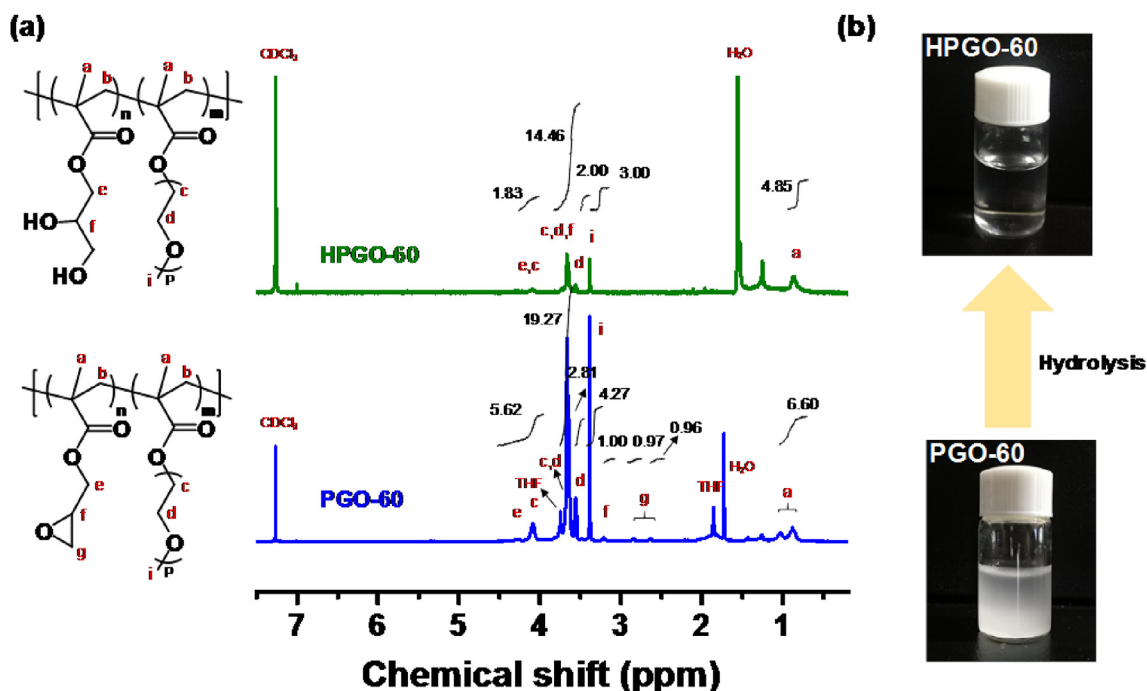 (a)
a
b
a
b
n
m
O
O
O
O
e
c
f
d
HO
O
HO
i
p
CDCl₃
H₂O
14.46
2.00
3.00
1.83
4.85
c,d,f
i
HPGO-60
e,c
d
a
a
b
a
b
n
m
O
O
O
O
e
c
f
d
O
g
O
i
p
19.27
i
2.81
CDCl₃
5.62
4.27
6.60
1.00
0.97
0.96
c,d
THF
d
H₂O
PGO-60
e
c
f
g
THF
a
7
6
5
4
3
2
1
Chemical shift (ppm)
(b)
HPGO-60
Hydrolysis
PGO-60